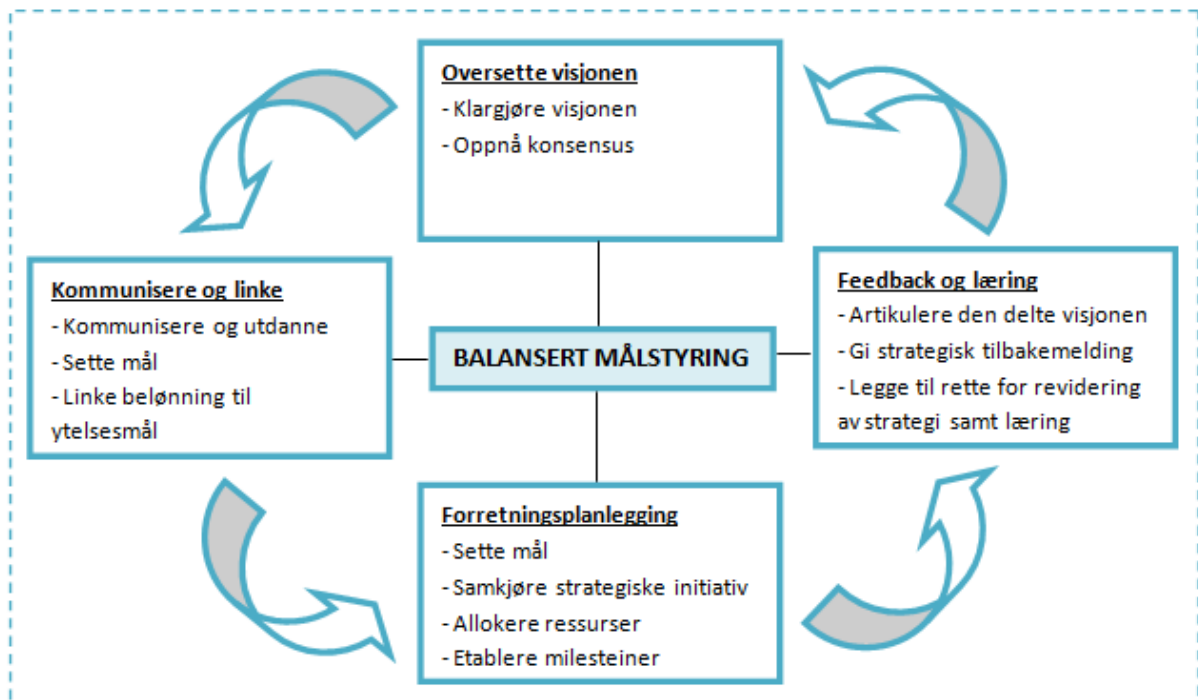 Oversette visjonen
- Klargjøre visjonen
- Oppnå konsensus
Kommunisere og linke
- Kommunisere og utdanne
- Sette mål
- Linke belønning til
ytelsesmål
BALANSERT MÅLSTYRING
Feedback og læring
- Artikulere den delte visjonen
- Gi strategisk tilbakemelding
- Legge til rette for revidering
av strategi samt læring
Forretningsplanlegging
- Sette mål
- Samkjøre strategiske initiativ
- Allokere ressurser
- Etablere milesteiner